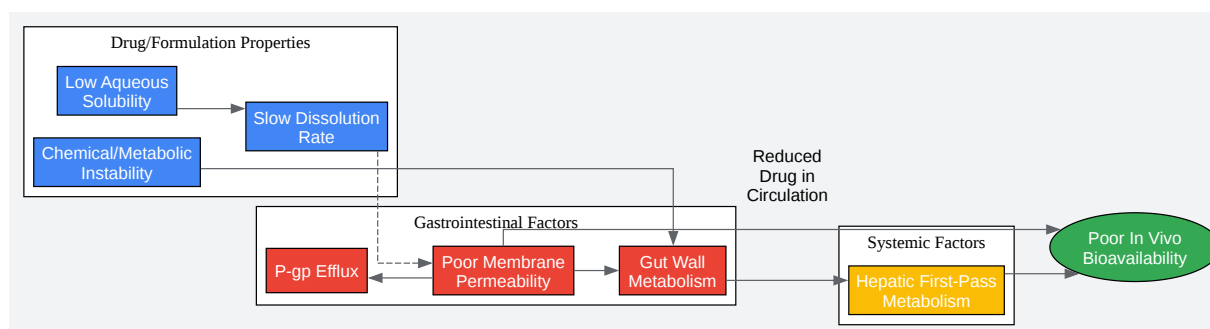 Drug/Formulation Properties
Low Aqueous
Solubility
Slow Dissolution
Rate
Chemical/Metabolic
Instability
Reduced
Drug in
Circulation
Gastrointestinal Factors
P-gp Efflux
Poor Membrane
Permeability
Gut Wall
Metabolism
Systemic Factors
Hepatic First-Pass
Metabolism
Poor In Vivo
Bioavailability